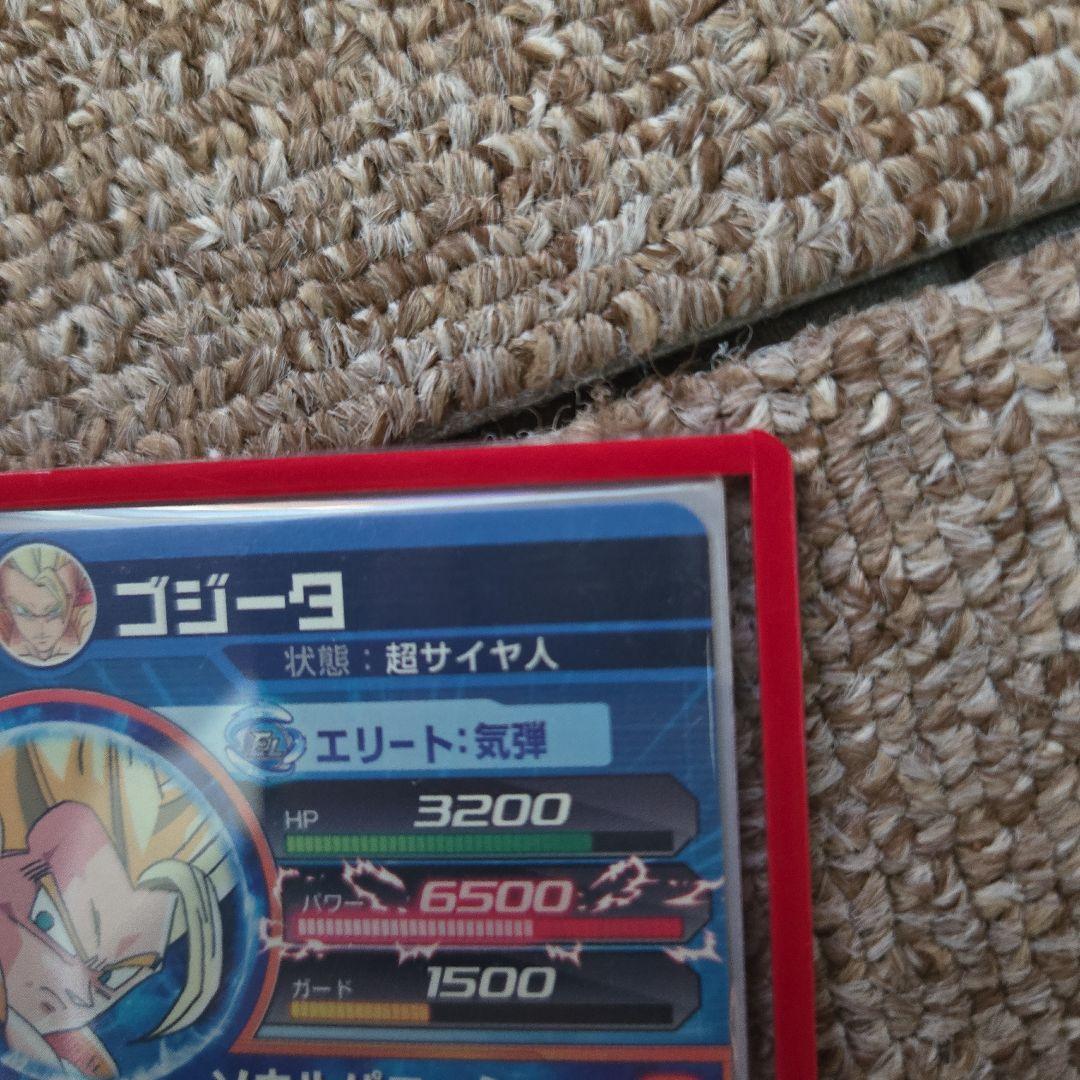 ゴジータ
状態：超サイヤ人
EL エリート：気弾
HP 3200
パワー 6500
ガード 1500